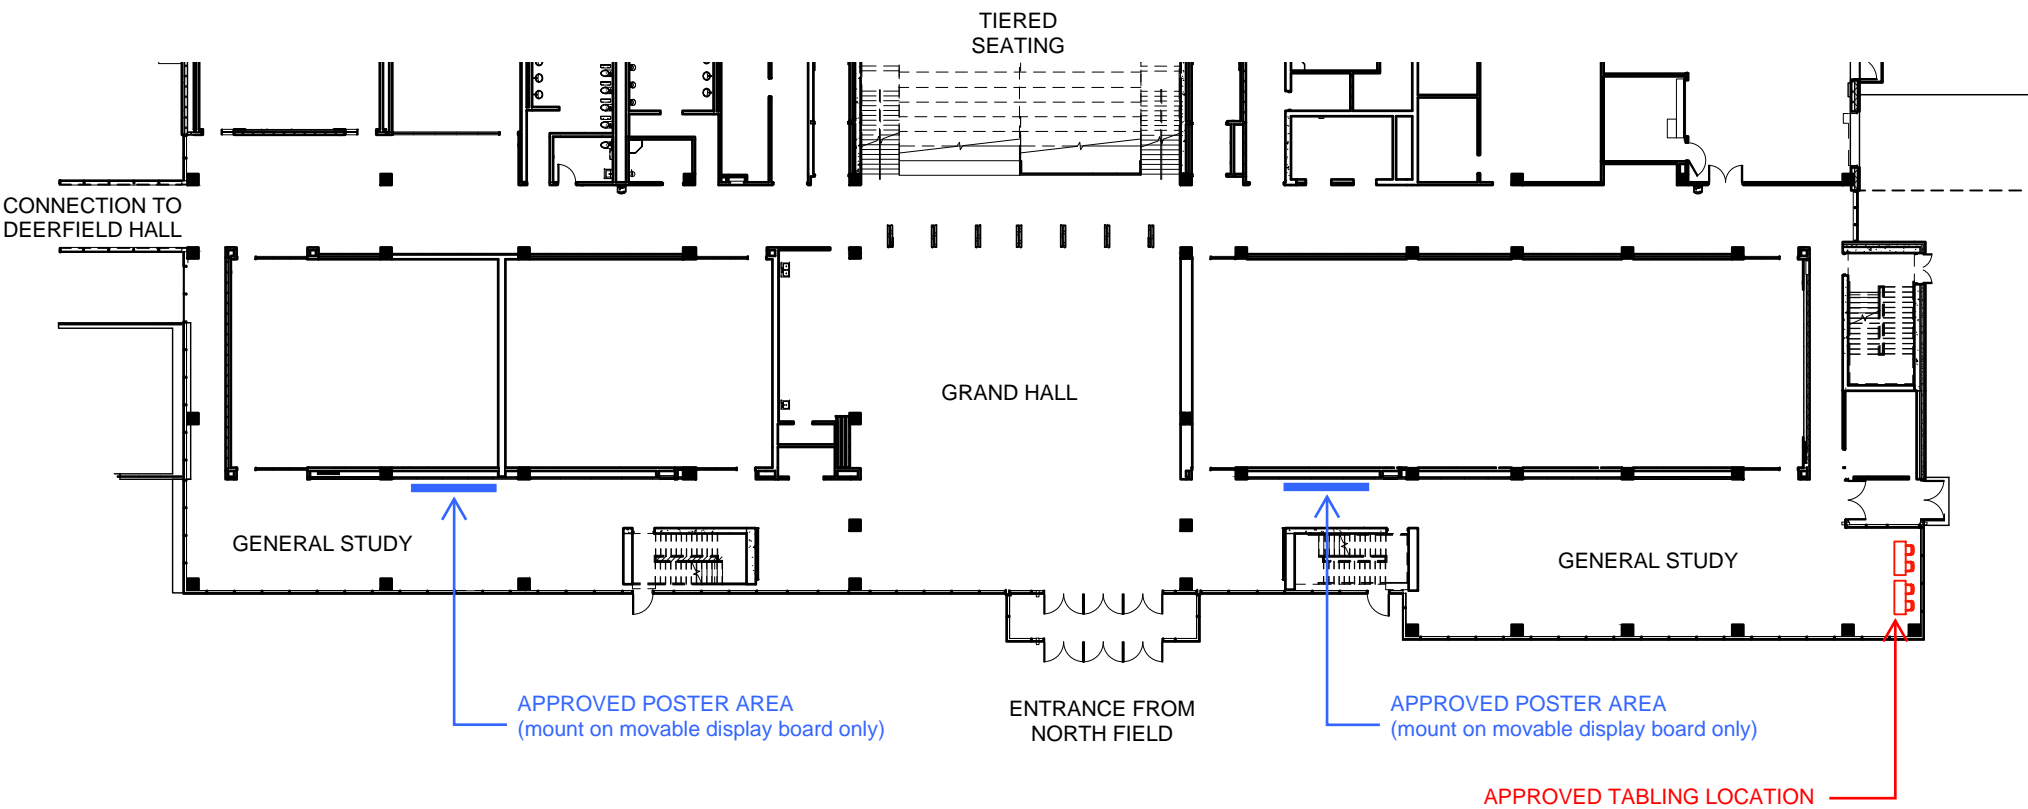 TIERED
SEATING
CONNECTION TO
DEERFIELD HALL
GRAND HALL
GENERAL STUDY
GENERAL STUDY
APPROVED POSTER AREA
(mount on movable display board only)
ENTRANCE FROM
NORTH FIELD
APPROVED POSTER AREA
(mount on movable display board only)
APPROVED TABLING LOCATION